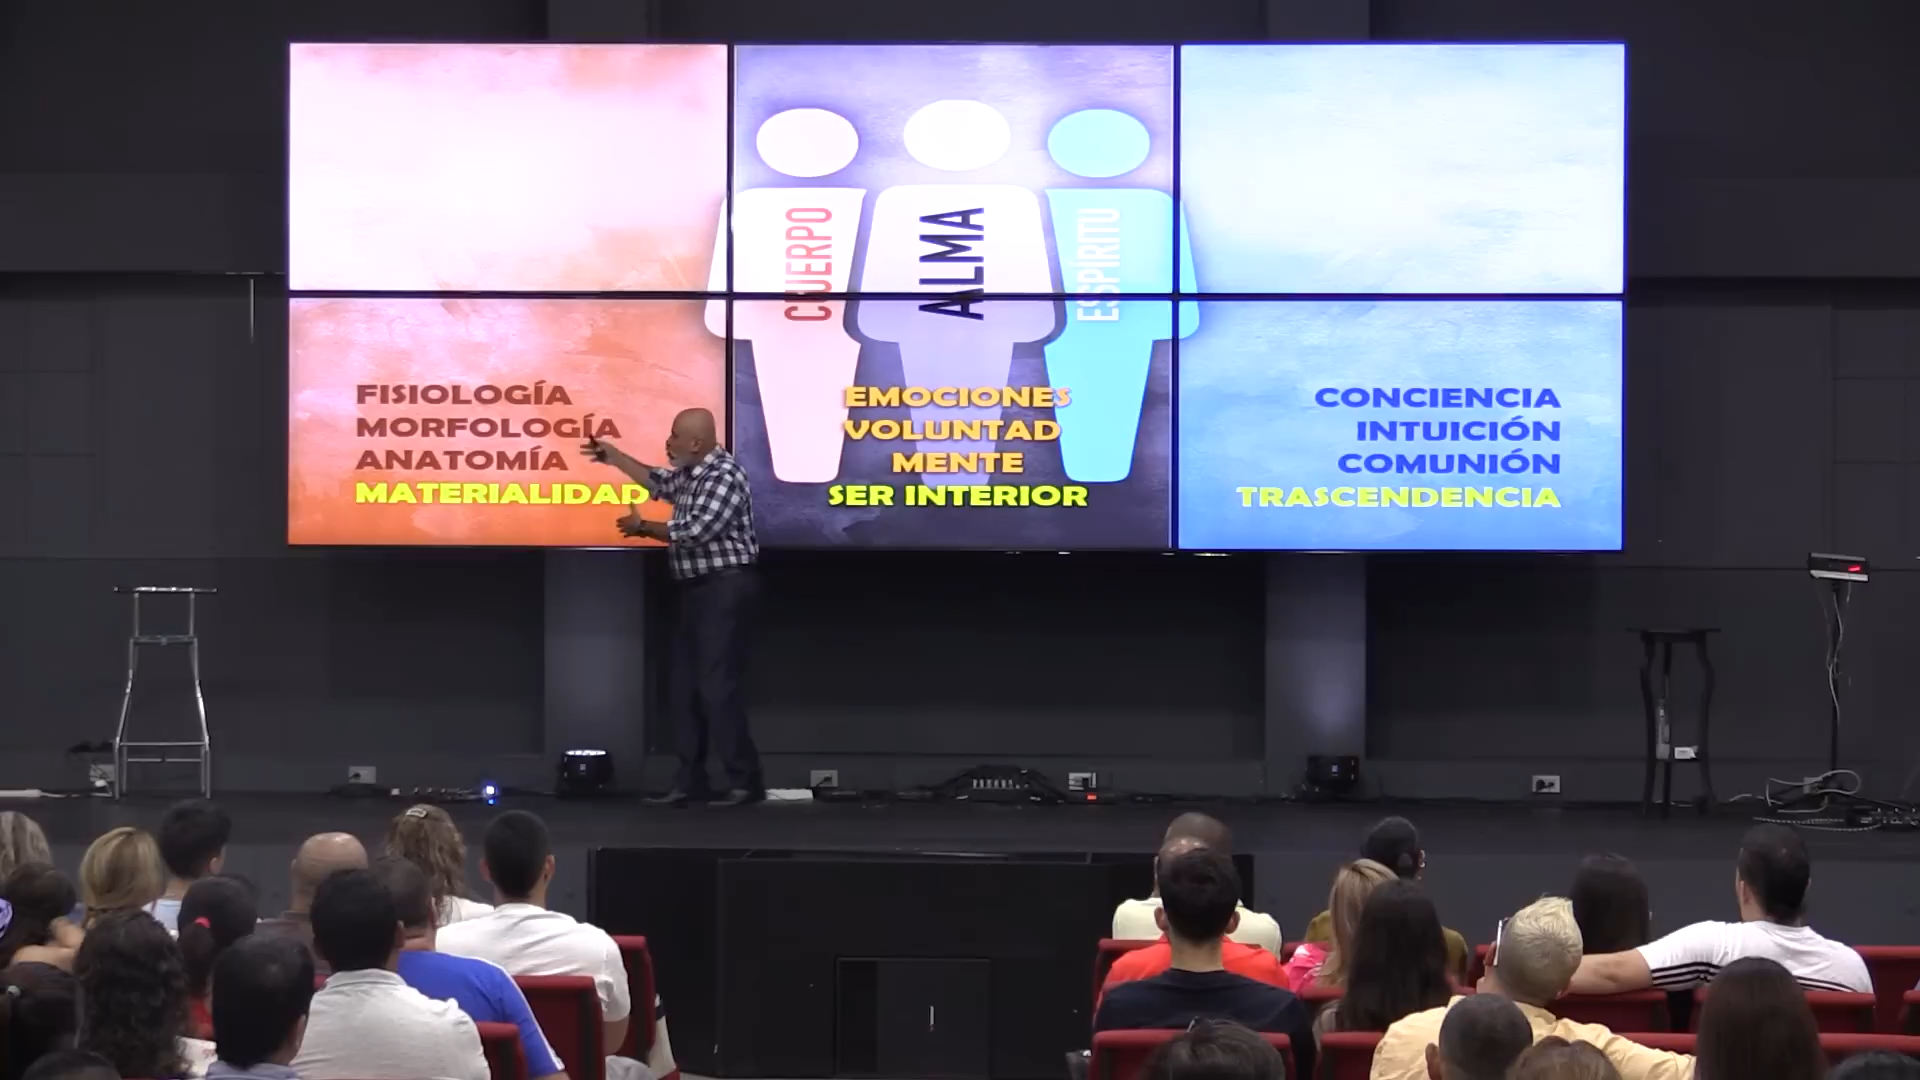 CUERPO
ALMA
ESPÍRITU
FISIOLOGÍA
MORFOLOGÍA
ANATOMÍA
MATERIALIDAD
EMOCIONES
VOLUNTAD
MENTE
SER INTERIOR
CONCIENCIA
INTUICIÓN
COMUNIÓN
TRASCENDENCIA